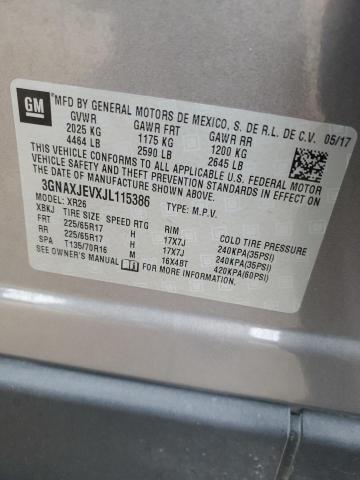 GM
MFD BY GENERAL MOTORS DE MEXICO, S. DE R.L. DE C.V. 05/17
GVWR GAWR FRT GAWR RR
2025 KG 1175 KG 1200 KG
4464 LB 2590 LB 2645 LB
THIS VEHICLE CONFORMS TO ALL APPLICABLE U.S. FEDERAL MOTOR
VEHICLE SAFETY, BUMPER, AND THEFT PREVENTION STANDARDS IN EFFECT
ON THE DATE OF MANUFACTURE SHOWN ABOVE.
3GNAXJEVXJL115386 TYPE: M.P.V.
MODEL: XR26
XBKJ TIRE SIZE SPEED RTG RIM COLD TIRE PRESSURE
FRT 225/65R17 H 17X7J 240KPA(35PSI)
RR 225/65R17 H 17X7J 240KPA(35PSI)
SPA T135/70R16 M 16X4BT 420KPA(60PSI)
SEE OWNER'S MANUAL FOR ADDITIONAL INFORMATION.